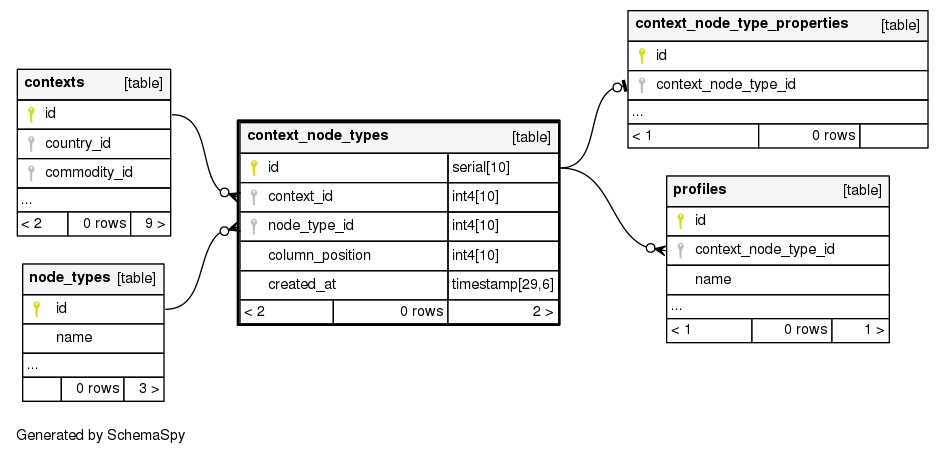 context_node_type_properties [table]
id
context_node_type_id
...
< 1 0 rows
contexts [table]
id
country_id
commodity_id
...
< 2 0 rows 9 >
context_node_types [table]
id serial[10]
context_id int4[10]
node_type_id int4[10]
column_position int4[10]
created_at timestamp[29,6]
< 2 0 rows 2 >
profiles [table]
id
context_node_type_id
name
...
< 1 0 rows 1 >
node_types [table]
id
name
...
0 rows 3 >
Generated by SchemaSpy